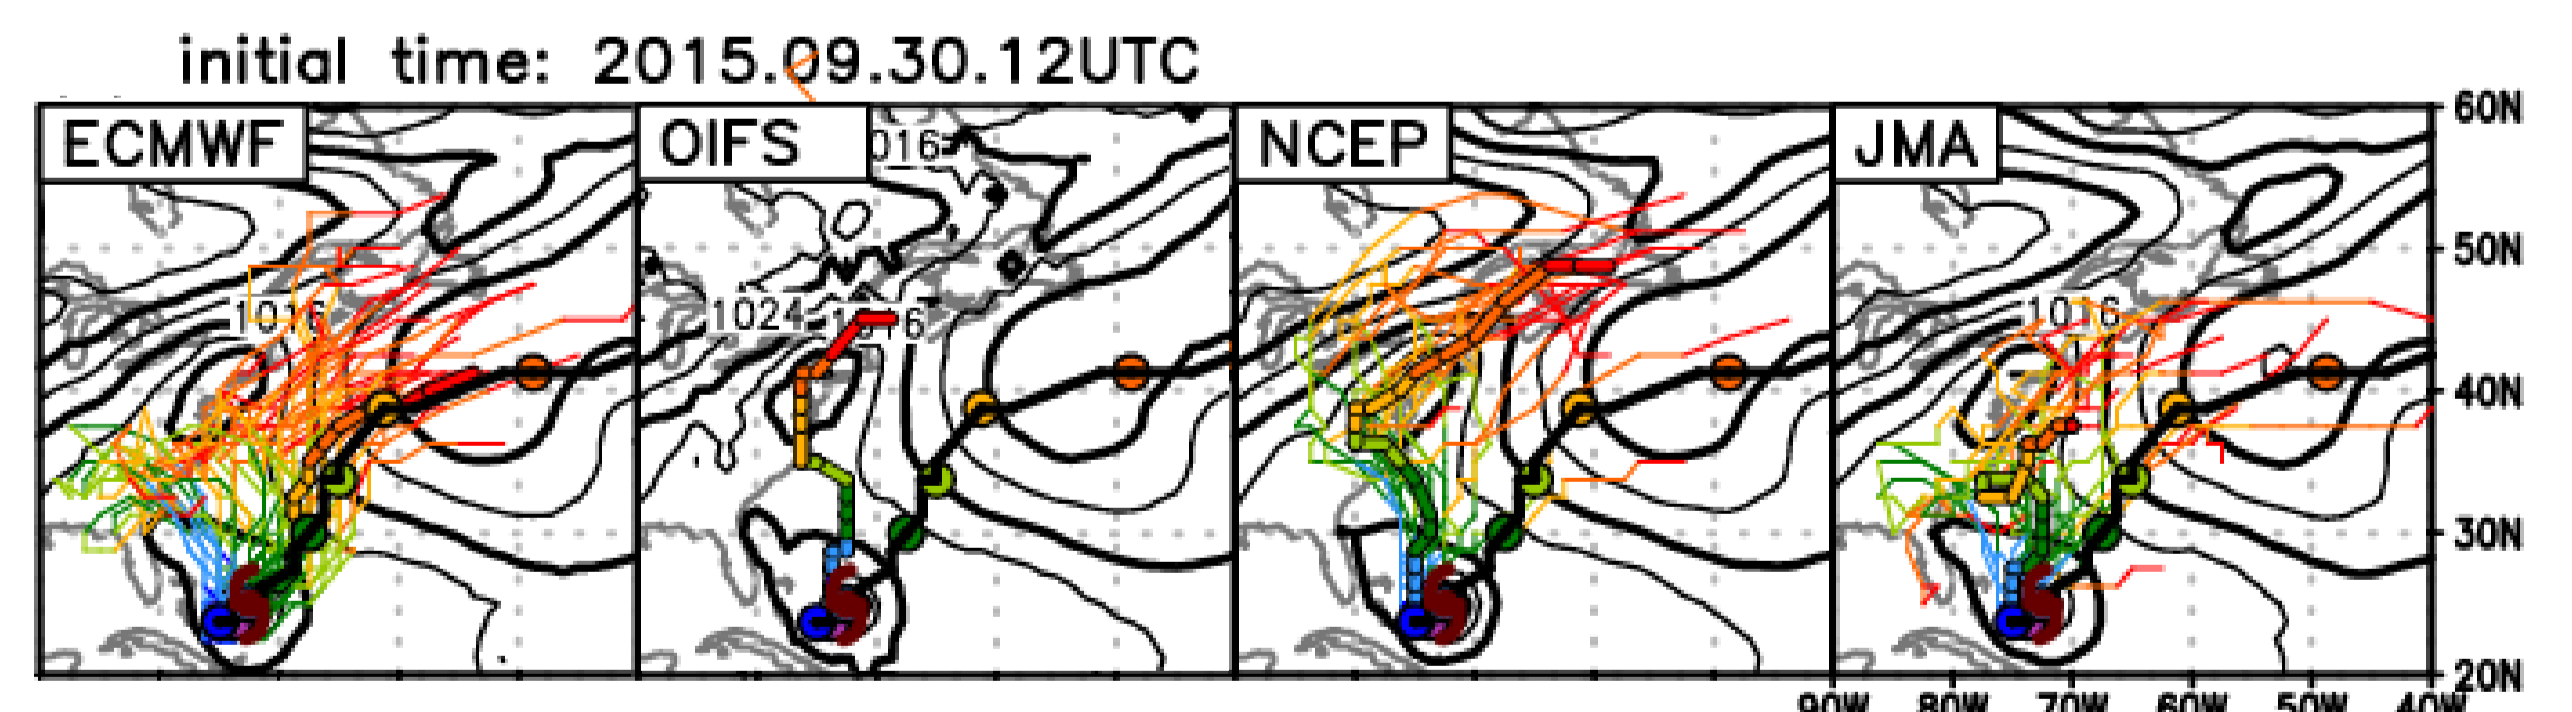 initial time: 2015.09.30.12UTC
ECMWF OIFS NCEP JMA
016
60N
50N
1016
1024
1016
40N
30N
20N
90W 80W 70W 60W 50W 40W